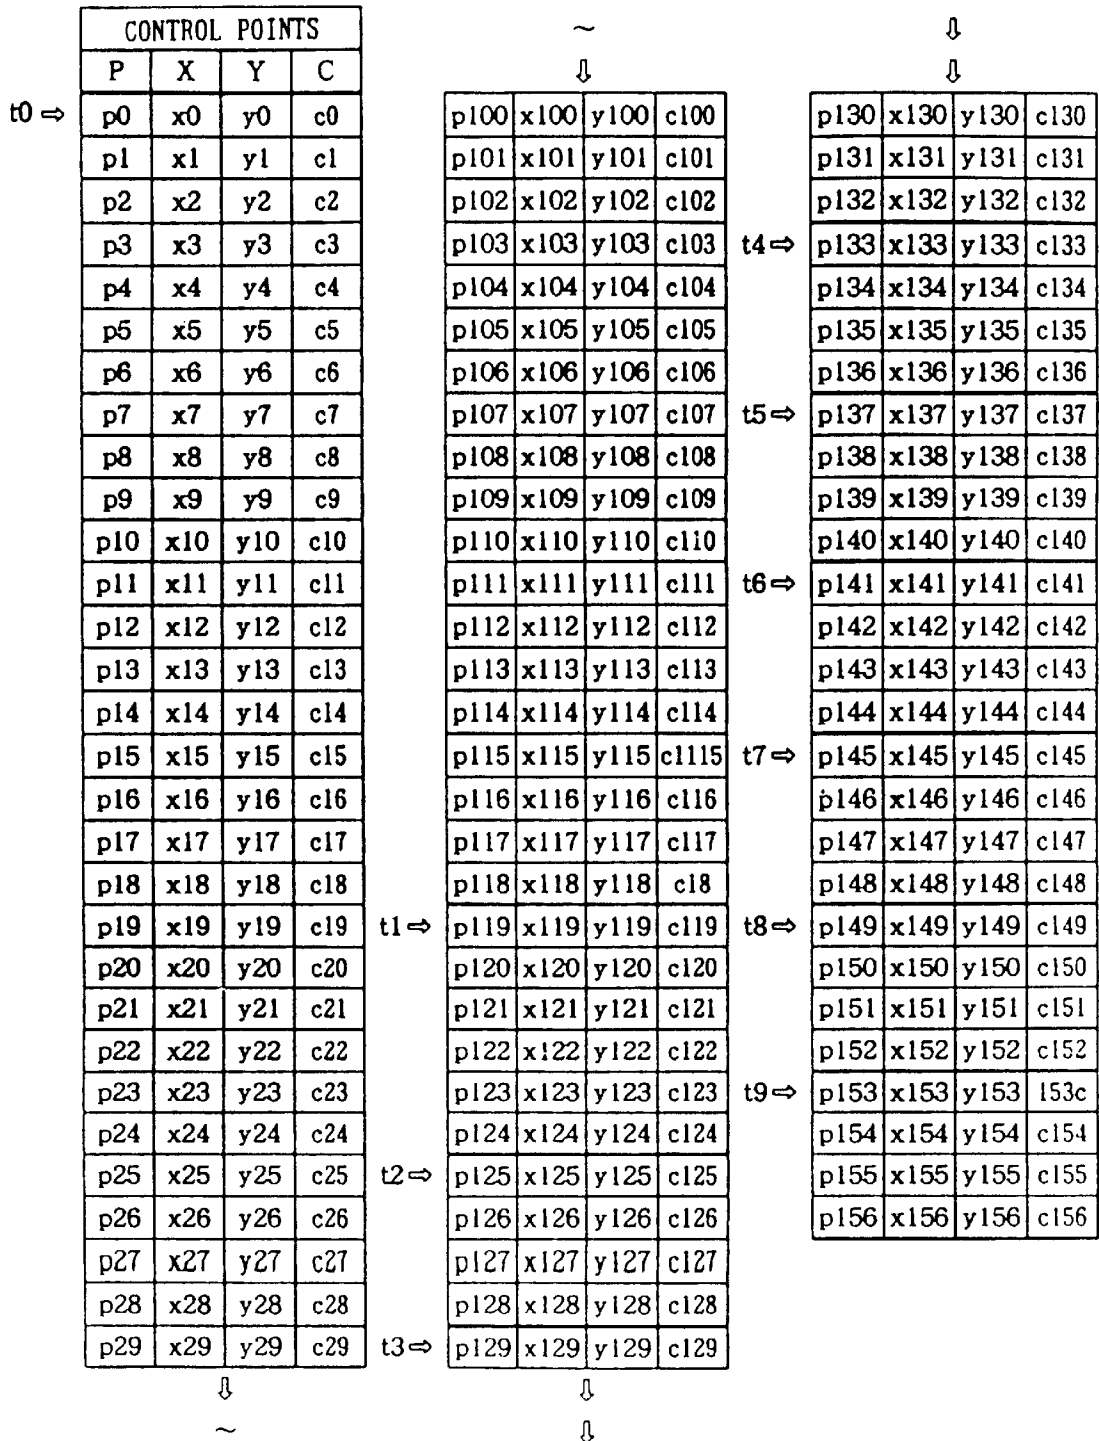 CONTROL POINTS
P X Y C
t0 ⇒ p0 x0 y0 c0
p1 x1 y1 c1
p2 x2 y2 c2
p3 x3 y3 c3
p4 x4 y4 c4
p5 x5 y5 c5
p6 x6 y6 c6
p7 x7 y7 c7
p8 x8 y8 c8
p9 x9 y9 c9
p10 x10 y10 c10
p11 x11 y11 c11
p12 x12 y12 c12
p13 x13 y13 c13
p14 x14 y14 c14
p15 x15 y15 c15
p16 x16 y16 c16
p17 x17 y17 c17
p18 x18 y18 c18
p19 x19 y19 c19
p20 x20 y20 c20
p21 x21 y21 c21
p22 x22 y22 c22
p23 x23 y23 c23
p24 x24 y24 c24
p25 x25 y25 c25
p26 x26 y26 c26
p27 x27 y27 c27
p28 x28 y28 c28
p29 x29 y29 c29
⇩
~
~
⇩
p100 x100 y100 c100
p101 x101 y101 c101
p102 x102 y102 c102
p103 x103 y103 c103
p104 x104 y104 c104
p105 x105 y105 c105
p106 x106 y106 c106
p107 x107 y107 c107
p108 x108 y108 c108
p109 x109 y109 c109
p110 x110 y110 c110
p111 x111 y111 c111
p112 x112 y112 c112
p113 x113 y113 c113
p114 x114 y114 c114
p115 x115 y115 c1115
p116 x116 y116 c116
p117 x117 y117 c117
p118 x118 y118 c18
t1 ⇒ p119 x119 y119 c119
p120 x120 y120 c120
p121 x121 y121 c121
p122 x122 y122 c122
p123 x123 y123 c123
p124 x124 y124 c124
t2 ⇒ p125 x125 y125 c125
p126 x126 y126 c126
p127 x127 y127 c127
p128 x128 y128 c128
t3 ⇒ p129 x129 y129 c129
⇩
⇩
⇩
⇩
p130 x130 y130 c130
p131 x131 y131 c131
p132 x132 y132 c132
t4 ⇒ p133 x133 y133 c133
p134 x134 y134 c134
p135 x135 y135 c135
p136 x136 y136 c136
t5 ⇒ p137 x137 y137 c137
p138 x138 y138 c138
p139 x139 y139 c139
p140 x140 y140 c140
t6 ⇒ p141 x141 y141 c141
p142 x142 y142 c142
p143 x143 y143 c143
p144 x144 y144 c144
t7 ⇒ p145 x145 y145 c145
p146 x146 y146 c146
p147 x147 y147 c147
p148 x148 y148 c148
t8 ⇒ p149 x149 y149 c149
p150 x150 y150 c150
p151 x151 y151 c151
p152 x152 y152 c152
t9 ⇒ p153 x153 y153 153c
p154 x154 y154 c154
p155 x155 y155 c155
p156 x156 y156 c156